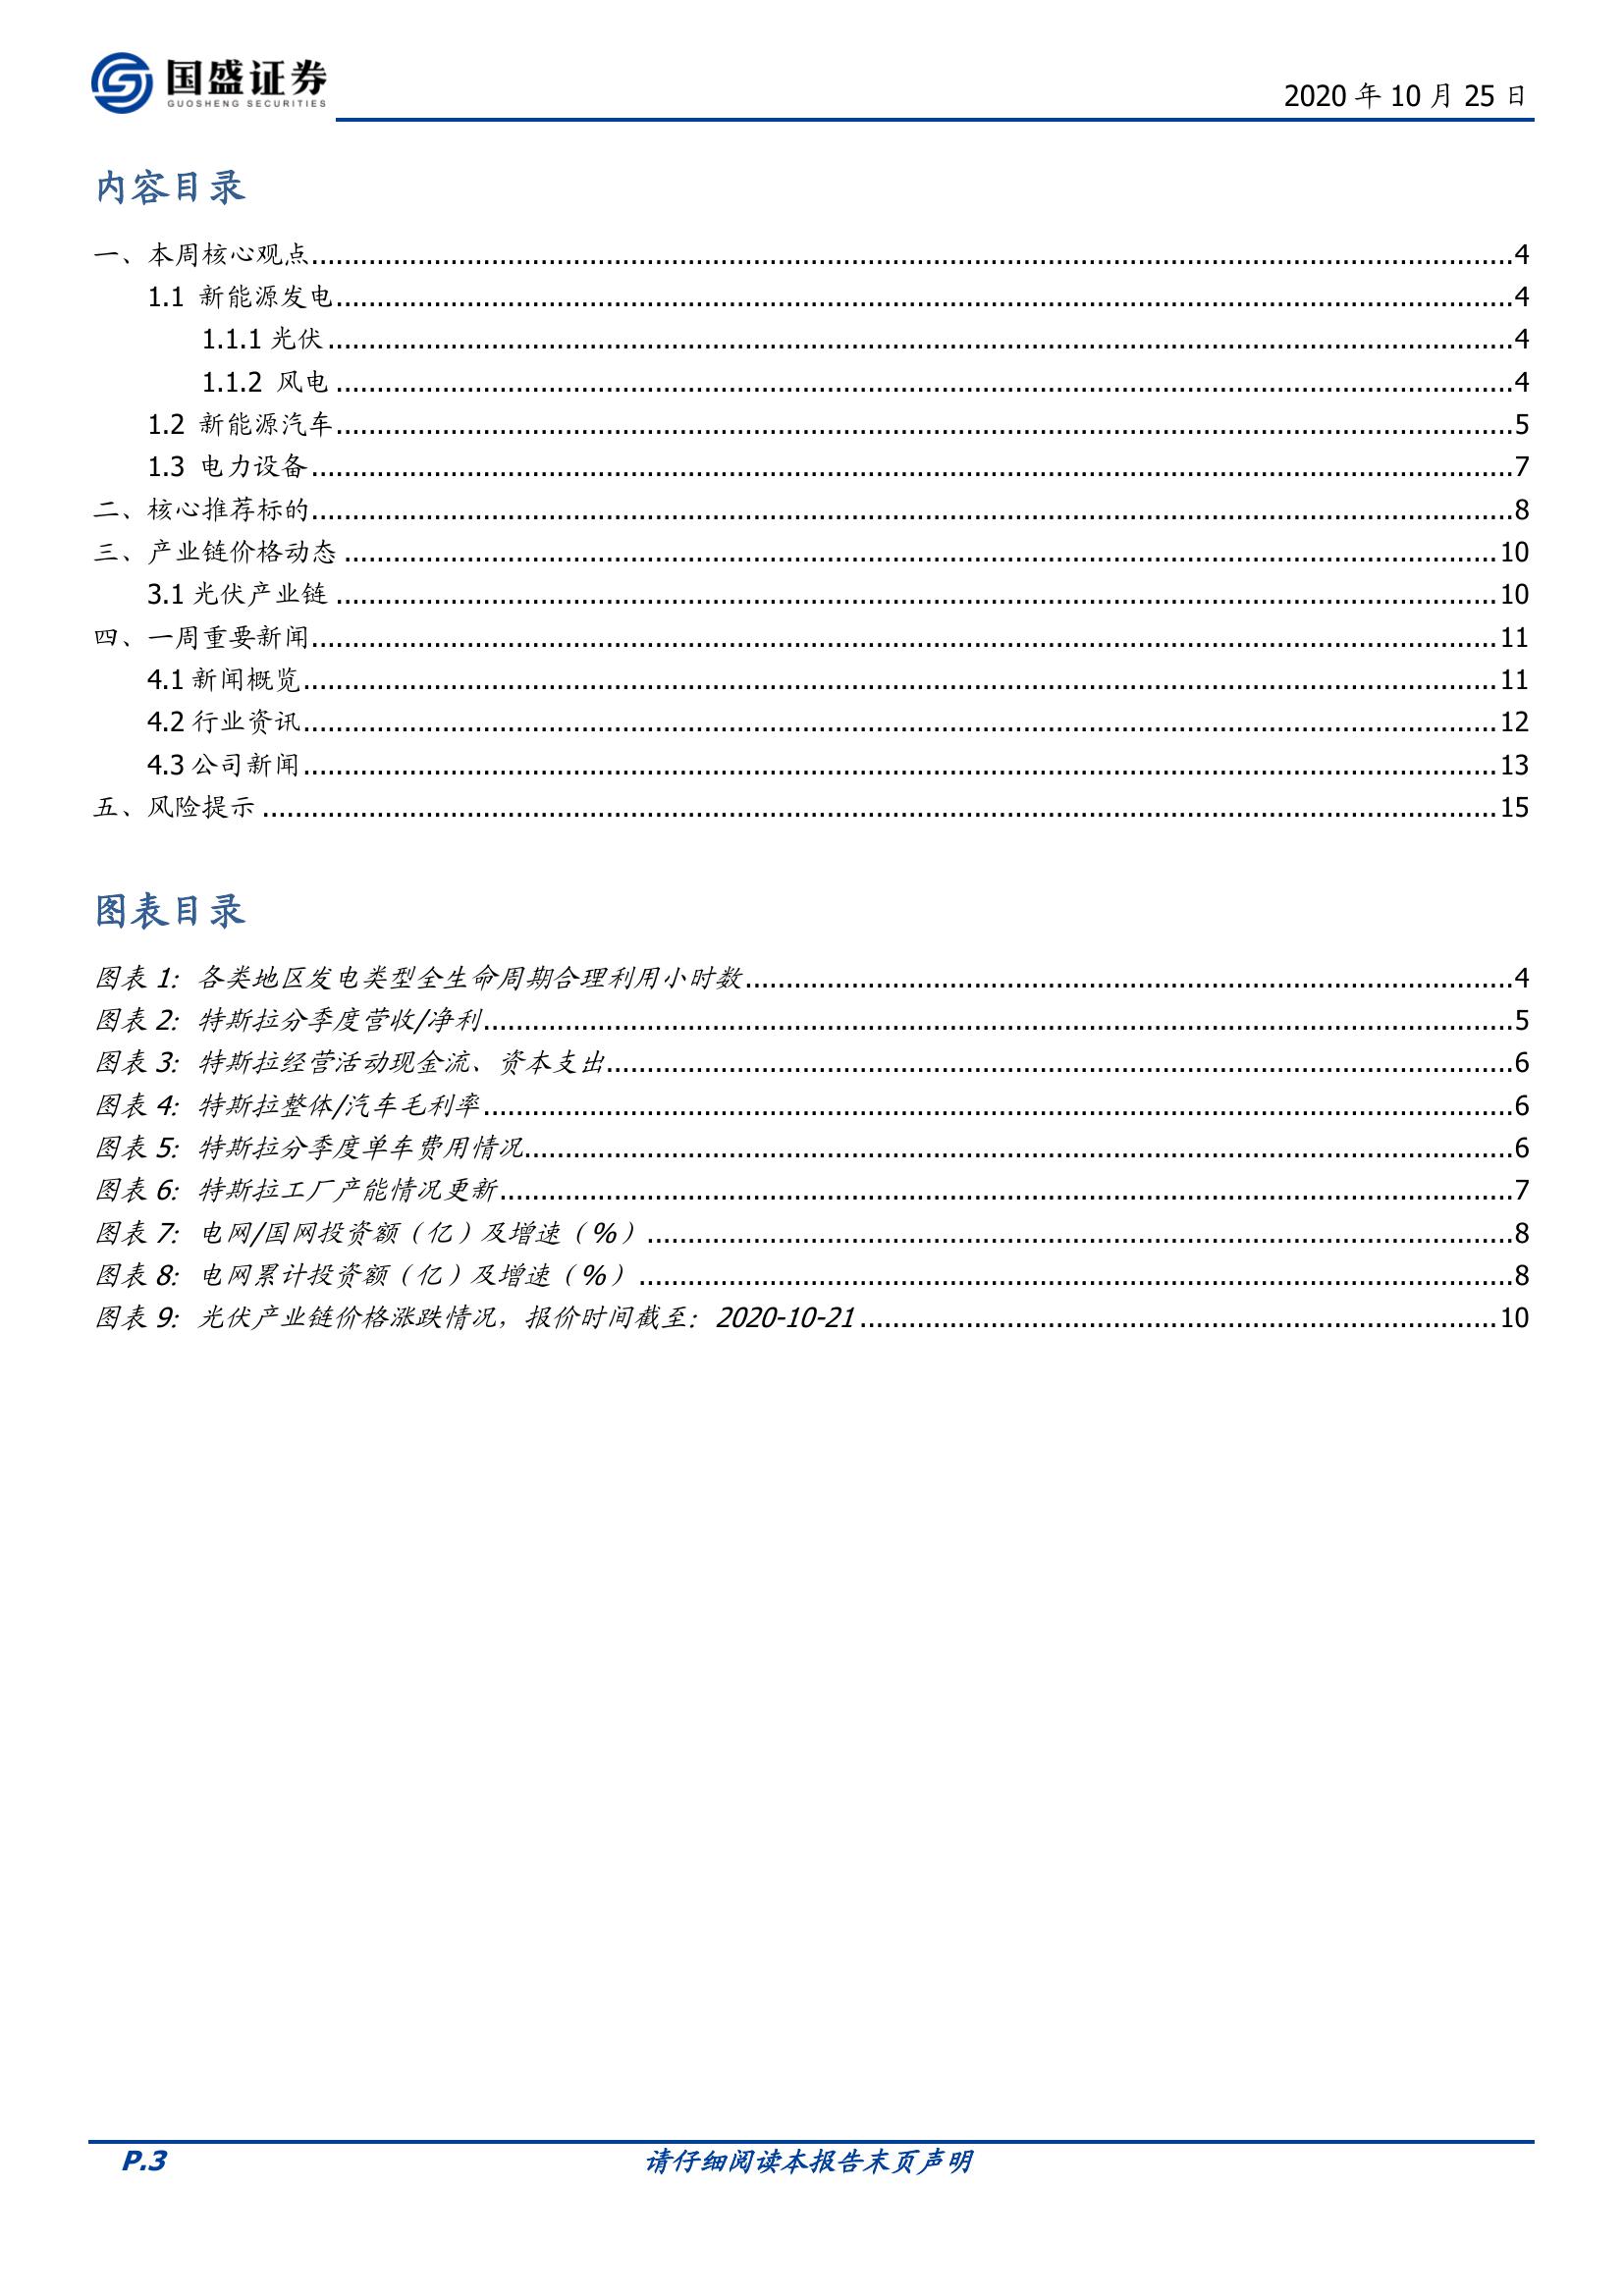 国盛证券
GUOSHENG SECURITIES
2020 年 10 月 25 日
内容目录
一、本周核心观点 4
1.1 新能源发电 4
1.1.1 光伏 4
1.1.2 风电 4
1.2 新能源汽车 5
1.3 电力设备 7
二、核心推荐标的 8
三、产业链价格动态 10
3.1 光伏产业链 10
四、一周重要新闻 11
4.1 新闻概览 11
4.2 行业资讯 12
4.3 公司新闻 13
五、风险提示 15
图表目录
图表 1: 各类地区发电类型全生命周期合理利用小时数 4
图表 2: 特斯拉分季度营收/净利 5
图表 3: 特斯拉经营活动现金流、资本支出 6
图表 4: 特斯拉整体/汽车毛利率 6
图表 5: 特斯拉分季度单车费用情况 6
图表 6: 特斯拉工厂产能情况更新 7
图表 7: 电网/国网投资额（亿）及增速（%） 8
图表 8: 电网累计投资额（亿）及增速（%） 8
图表 9: 光伏产业链价格涨跌情况，报价时间截至：2020-10-21 10
P.3
请仔细阅读本报告末页声明